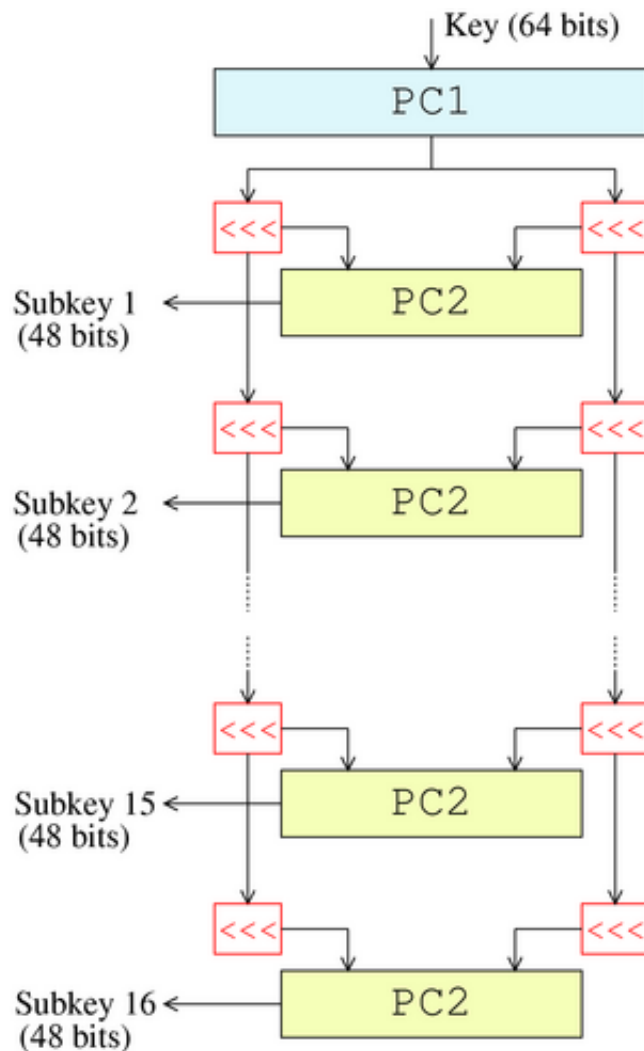 Key (64 bits)
PC1
<<< <<<
Subkey 1
(48 bits)
PC2
<<< <<<
Subkey 2
(48 bits)
PC2
<<< <<<
Subkey 15
(48 bits)
PC2
<<< <<<
Subkey 16
(48 bits)
PC2